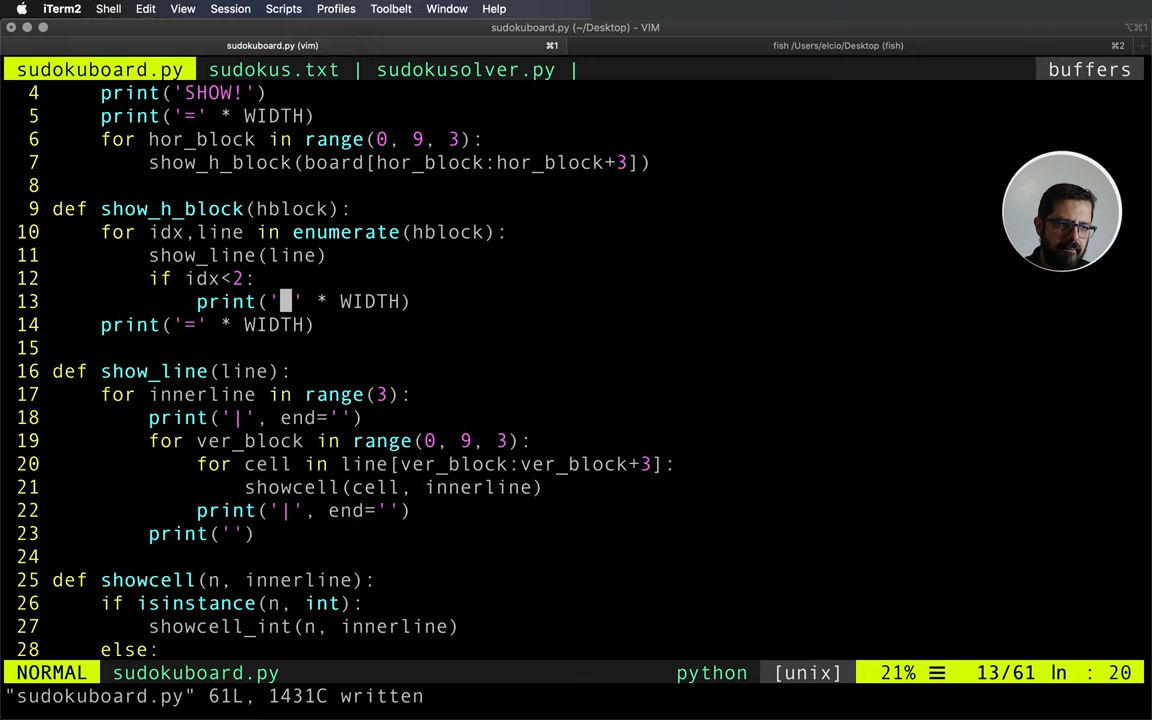 iTerm2 Shell Edit View Session Scripts Profiles Toolbelt Window Help
sudokuboard.py (~/Desktop) - VIM ⌥⌘1
sudokuboard.py (vim) ⌘1 fish /Users/elcio/Desktop (fish) ⌘2 +
sudokuboard.py sudokus.txt | sudokusolver.py | buffers
4     print('SHOW!')
5     print('=' * WIDTH)
6     for hor_block in range(0, 9, 3):
7         show_h_block(board[hor_block:hor_block+3])
8
9 def show_h_block(hblock):
10     for idx,line in enumerate(hblock):
11         show_line(line)
12         if idx<2:
13             print(' ' * WIDTH)
14     print('=' * WIDTH)
15
16 def show_line(line):
17     for innerline in range(3):
18         print('|', end='')
19         for ver_block in range(0, 9, 3):
20             for cell in line[ver_block:ver_block+3]:
21                 showcell(cell, innerline)
22             print('|', end='')
23         print('')
24
25 def showcell(n, innerline):
26     if isinstance(n, int):
27         showcell_int(n, innerline)
28     else:
NORMAL sudokuboard.py python [unix] 21% ☰ 13/61 ln : 20
"sudokuboard.py" 61L, 1431C written